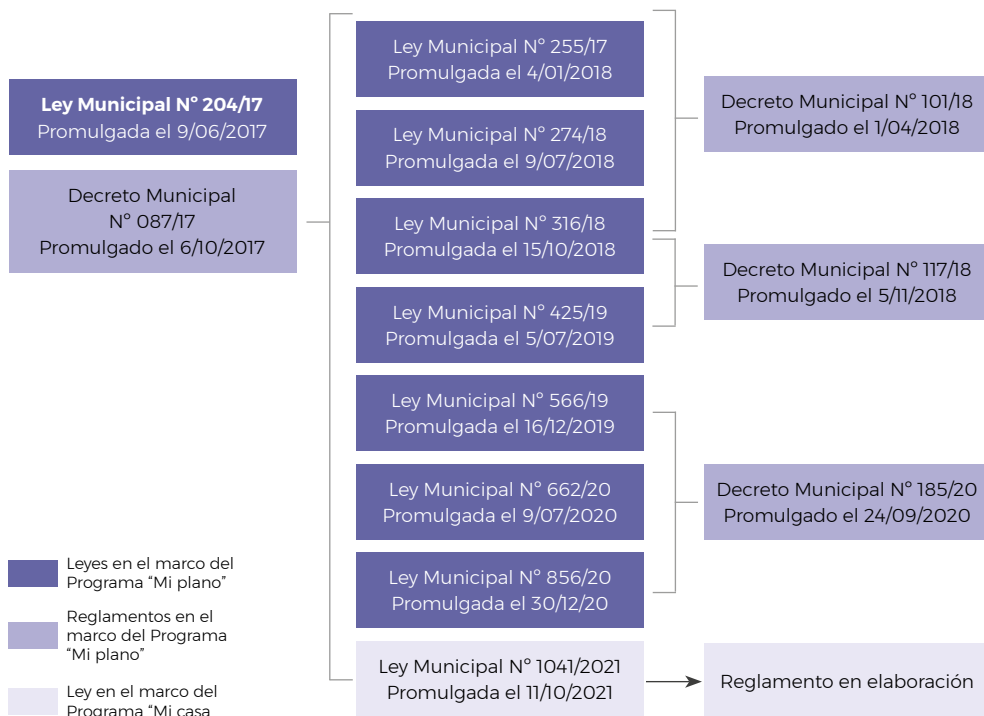 Ley Municipal N° 204/17
Promulgada el 9/06/2017
Decreto Municipal
N° 087/17
Promulgado el 6/10/2017
Ley Municipal N° 255/17
Promulgada el 4/01/2018
Ley Municipal N° 274/18
Promulgada el 9/07/2018
Ley Municipal N° 316/18
Promulgada el 15/10/2018
Ley Municipal N° 425/19
Promulgada el 5/07/2019
Ley Municipal N° 566/19
Promulgada el 16/12/2019
Ley Municipal N° 662/20
Promulgada el 9/07/2020
Ley Municipal N° 856/20
Promulgada el 30/12/20
Ley Municipal N° 1041/2021
Promulgada el 11/10/2021
Decreto Municipal N° 101/18
Promulgado el 1/04/2018
Decreto Municipal N° 117/18
Promulgado el 5/11/2018
Decreto Municipal N° 185/20
Promulgado el 24/09/2020
Reglamento en elaboración
Leyes en el marco del
Programa “Mi plano”
Reglamentos en el
marco del Programa
“Mi plano”
Ley en el marco del
Programa “Mi casa